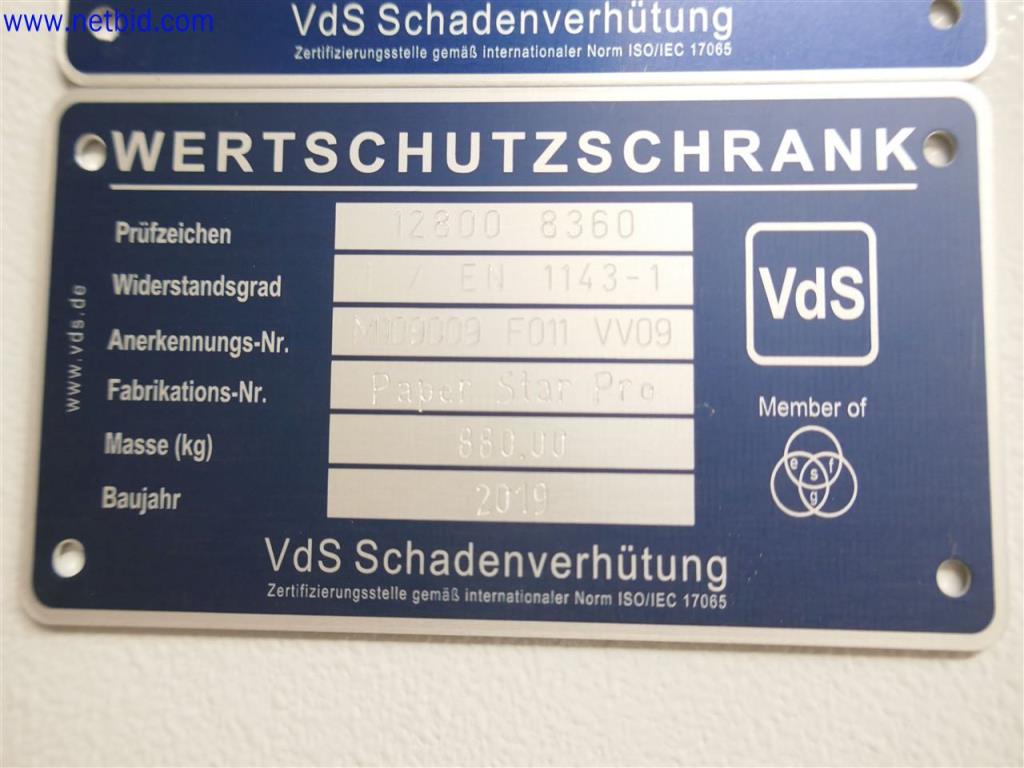 www.netbid.com
VdS Schadenverhütung
Zertifizierungsstelle gemäß internationaler Norm ISO/IEC 17065
WERTSCHUTZSCHRANK
Prüfzeichen 12800 8360
Widerstandsgrad 1 / EN 1143-1
Anerkennungs-Nr. F011 VV09
Fabrikations-Nr. Paper Star Pro
Masse (kg) 880.00
Baujahr 2019
www.vds.de
VdS
Member of
e s f
g
VdS Schadenverhütung
Zertifizierungsstelle gemäß internationaler Norm ISO/IEC 17065